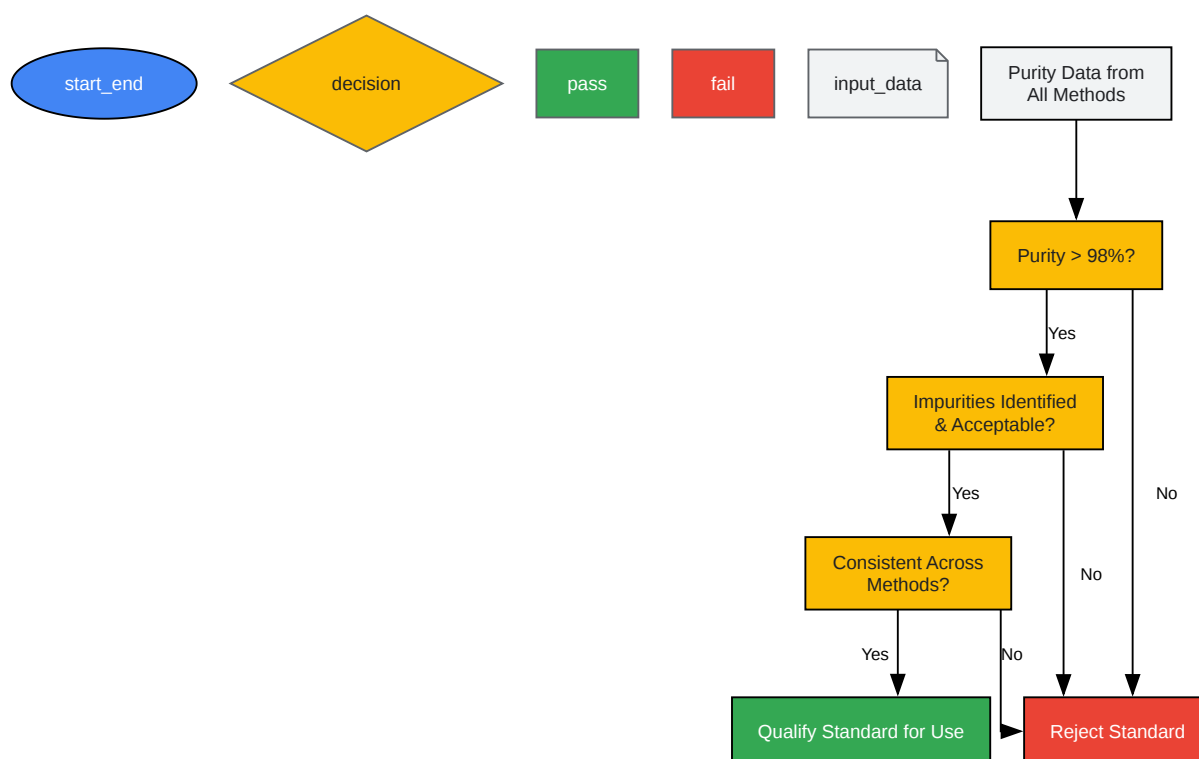 start_end
decision
pass
fail
input_data
Purity Data from
All Methods
Purity > 98%?
Yes
Impurities Identified
& Acceptable?
Yes
No
Consistent Across
Methods?
No
Yes
No
Qualify Standard for Use
Reject Standard